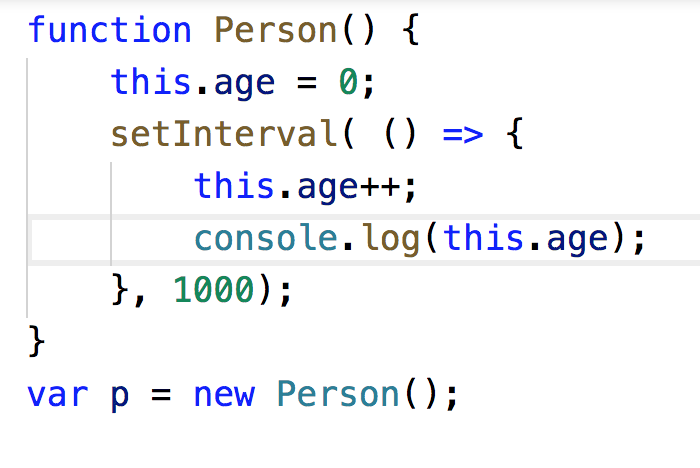 function Person() {
    this.age = 0;
    setInterval( () => {
        this.age++;
        console.log(this.age);
    }, 1000);
}
var p = new Person();